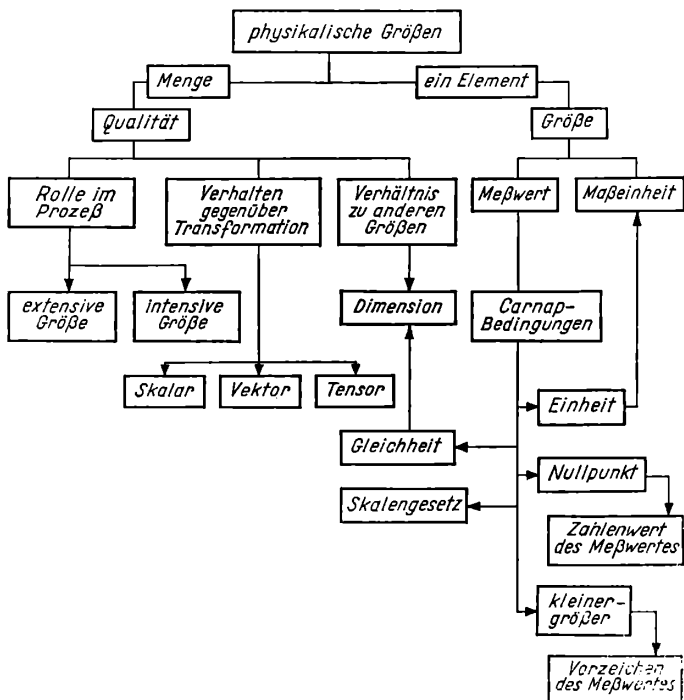 physikalische Größen
Menge
ein Element
Qualität
Größe
Rolle im
Prozeß
Verhalten
gegenüber
Transformation
Verhältnis
zu anderen
Größen
Meßwert
Maßeinheit
extensive
Größe
intensive
Größe
Dimension
Carnap-
Bedingungen
Skalar
Vektor
Tensor
Einheit
Gleichheit
Nullpunkt
Skalengesetz
Zahlenwert
des Meßwertes
kleiner-
größer
Vorzeichen
des Meßwertes